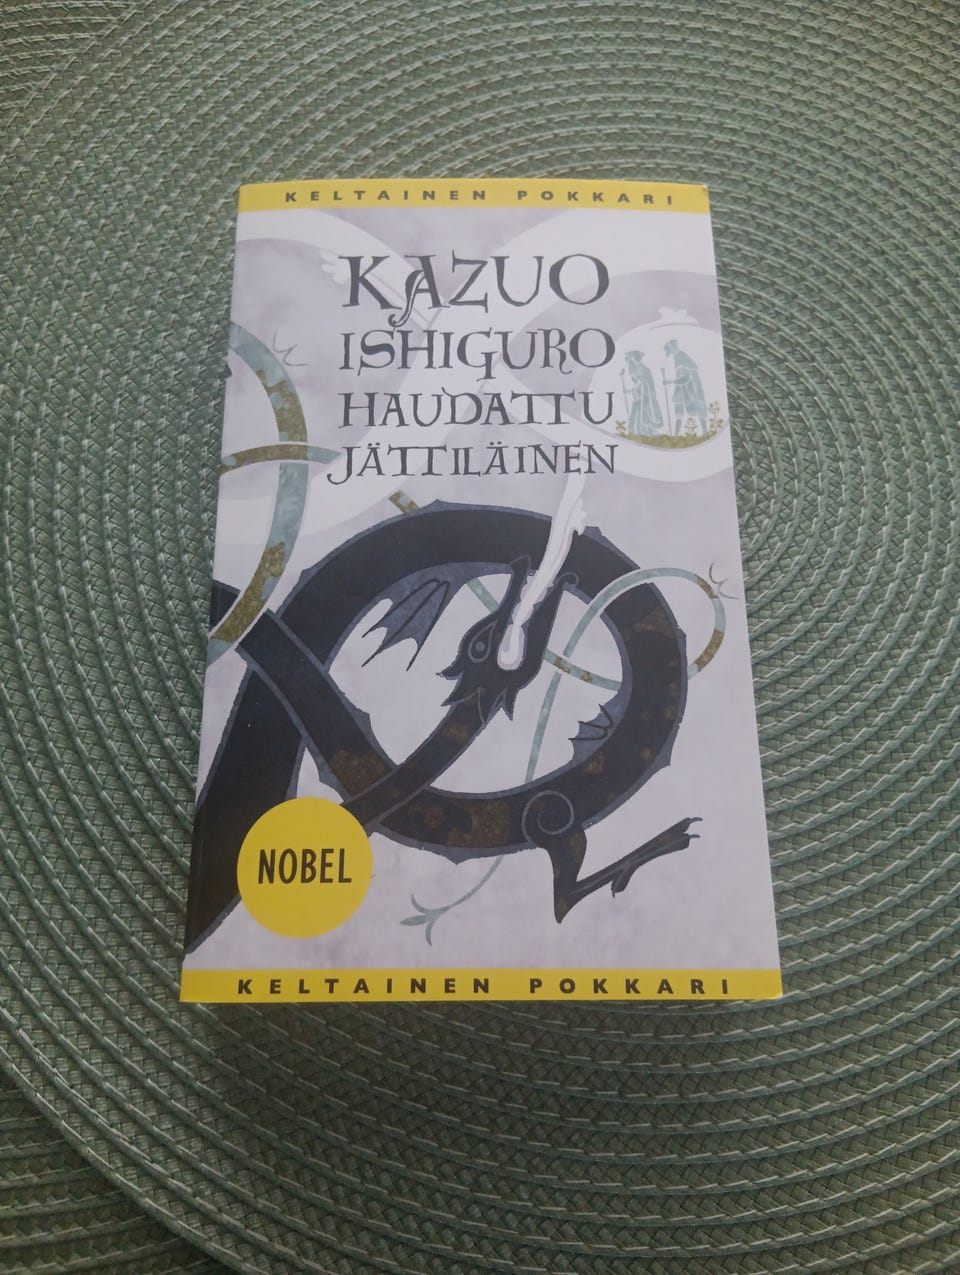 KELTAINEN POKKARI
KAZUO
ISHIGURO
HAUDATTU
JÄTTILÄINEN
NOBEL
KELTAINEN POKKARI